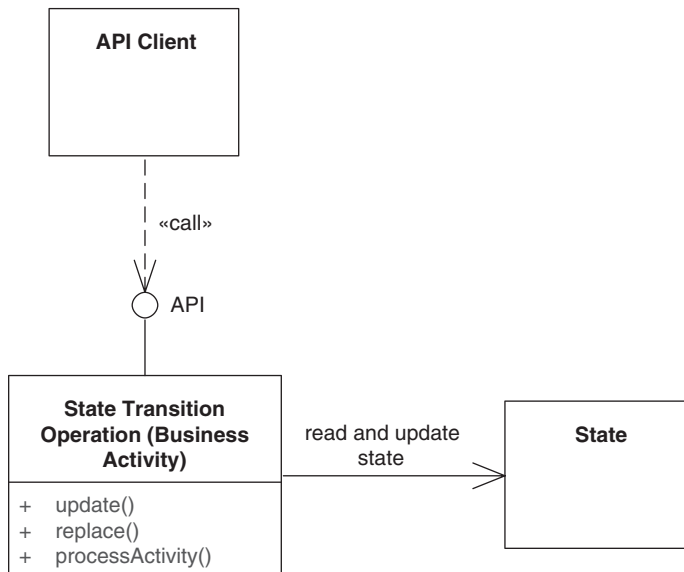 API Client
«call»
API
State Transition
Operation (Business
Activity)
+ update()
+ replace()
+ processActivity()
read and update
state
State